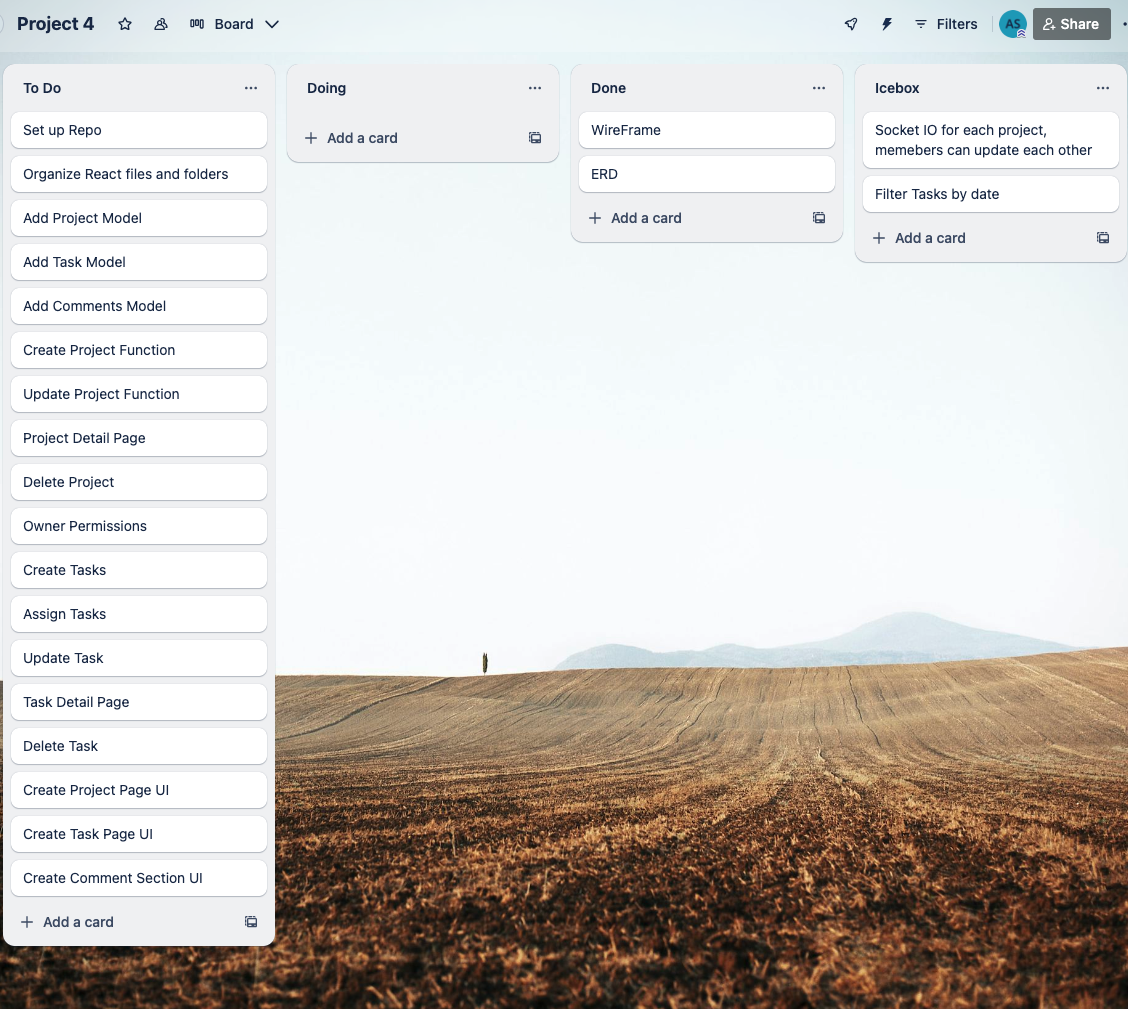 Project 4
Board
Filters
AS
Share
To Do
Set up Repo
Organize React files and folders
Add Project Model
Add Task Model
Add Comments Model
Create Project Function
Update Project Function
Project Detail Page
Delete Project
Owner Permissions
Create Tasks
Assign Tasks
Update Task
Task Detail Page
Delete Task
Create Project Page UI
Create Task Page UI
Create Comment Section UI
Add a card
Doing
Add a card
Done
WireFrame
ERD
Add a card
Icebox
Socket IO for each project,
memebers can update each other
Filter Tasks by date
Add a card